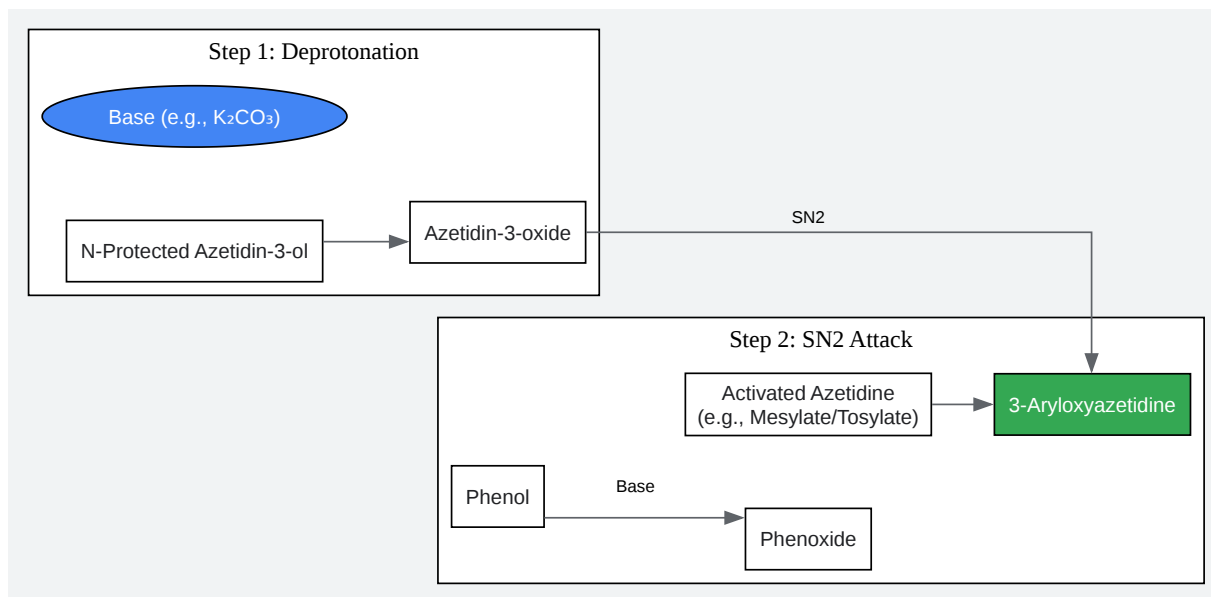 Step 1: Deprotonation
Base (e.g., K₂CO₃)
N-Protected Azetidin-3-ol
Azetidin-3-oxide
SN2
Step 2: SN2 Attack
Activated Azetidine
(e.g., Mesylate/Tosylate)
3-Aryloxyazetidine
Phenol
Base
Phenoxide